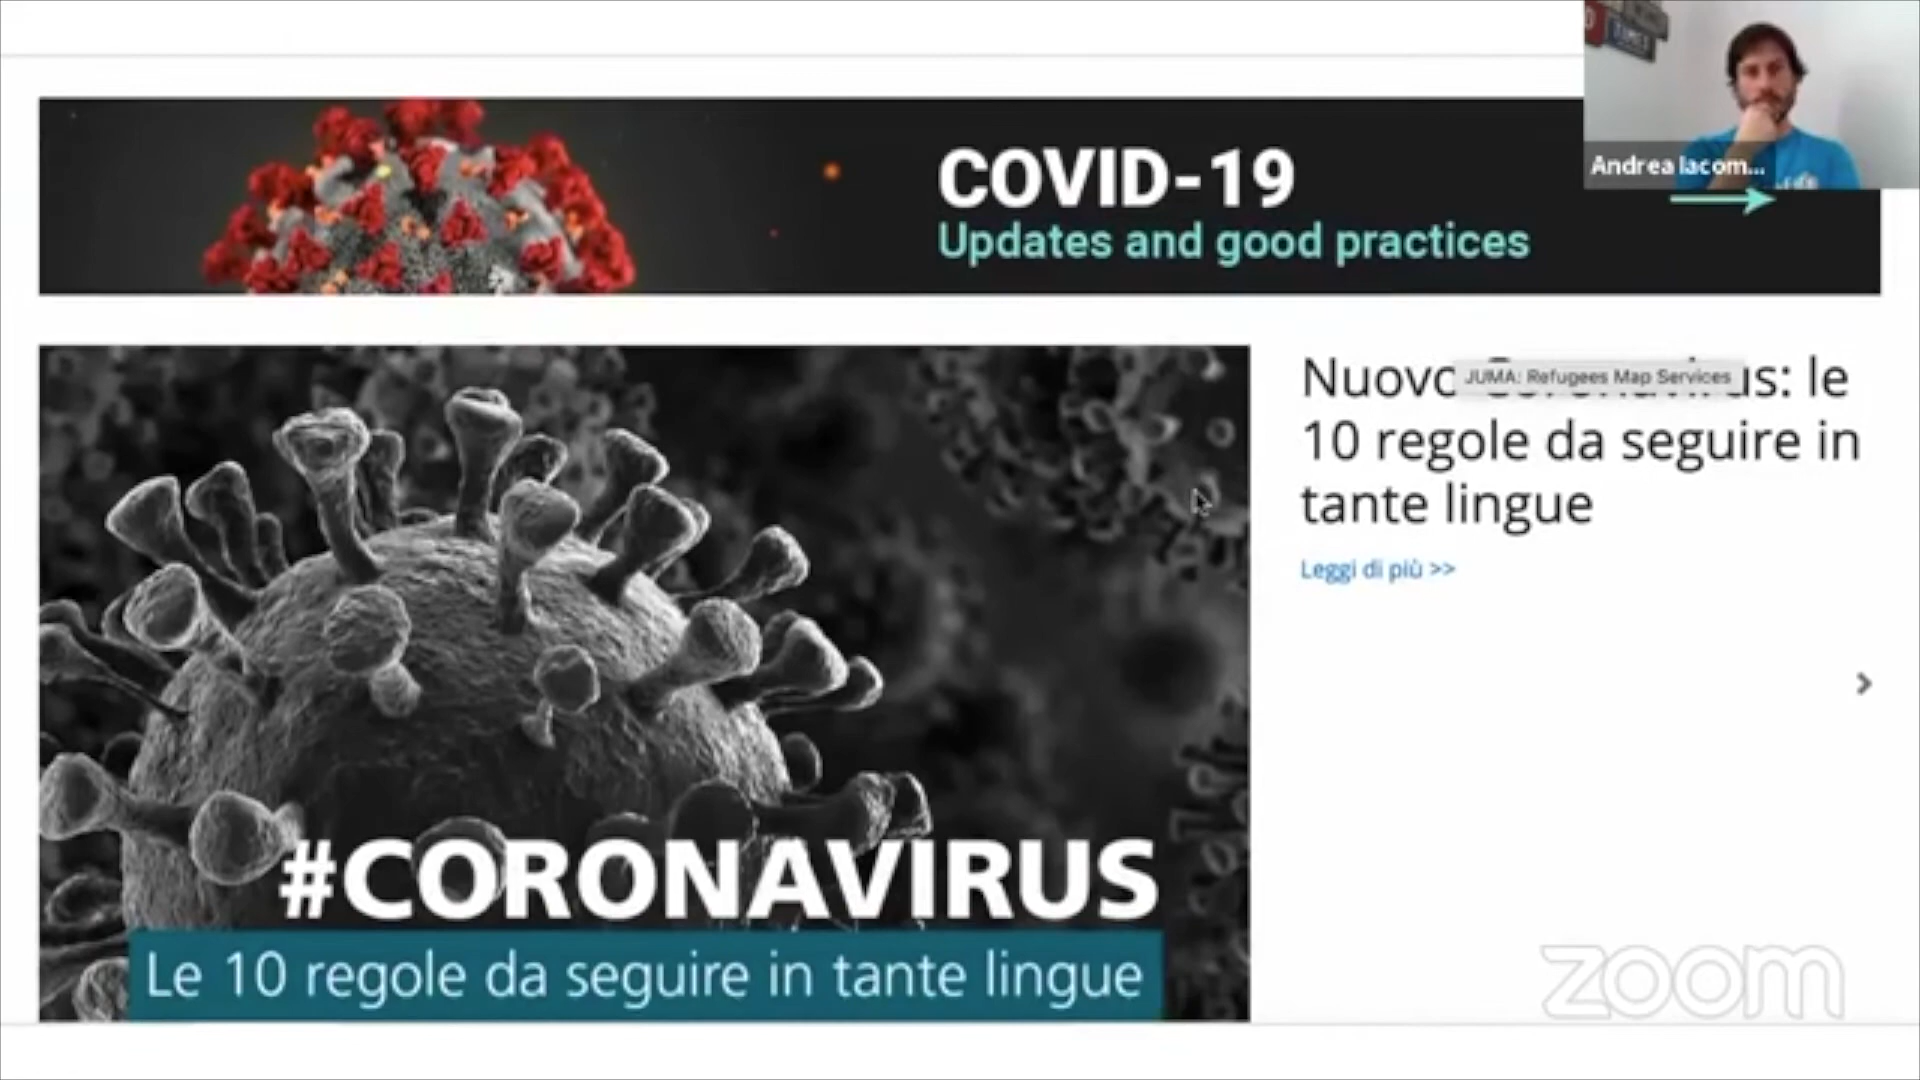 COVID-19
Updates and good practices
Andrea Iacom...
JUMA: Refugees Map Services
Nuovo Coronavirus: le
10 regole da seguire in
tante lingue
Leggi di più >>
#CORONAVIRUS
Le 10 regole da seguire in tante lingue
zoom